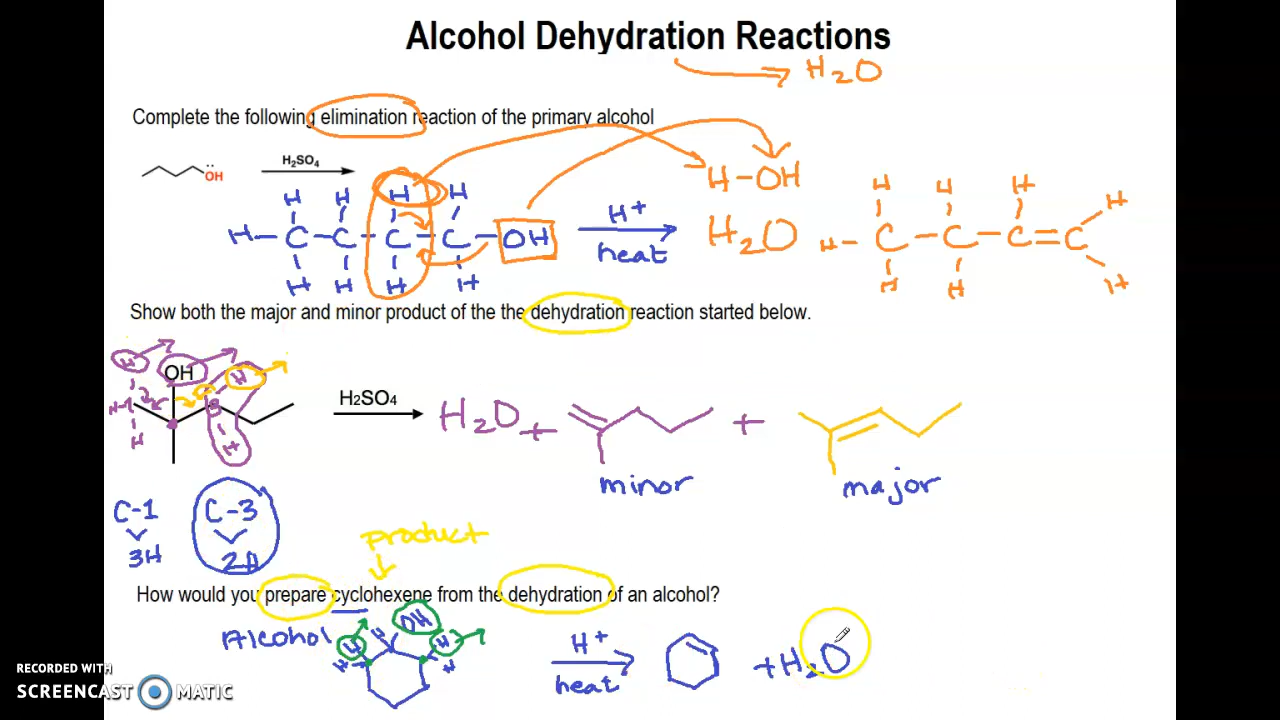 Alcohol Dehydration Reactions
H₂O
Complete the following elimination reaction of the primary alcohol
OH
H₂SO₄
H H H H
H - OH
H H H H
H - C - C - C - C - OH
H+
heat
H₂O
H - C - C - C = C
H H H H
H H H
Show both the major and minor product of the the dehydration reaction started below.
H OH H
H
H
H
H2SO4
H₂O + +
minor
major
C-1 C-3
3H 2H
product
How would you prepare cyclohexene from the dehydration of an alcohol?
Alcohol
H H OH H
H H
H+
heat
+ H₂O
RECORDED WITH
SCREENCAST MATIC